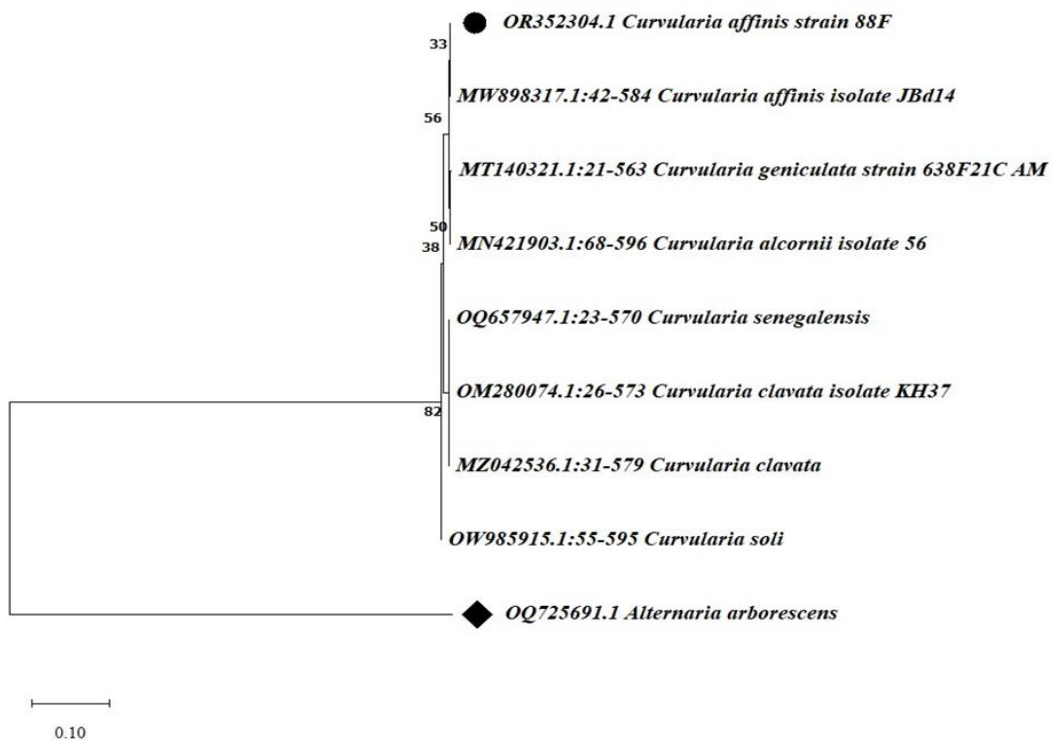 OR352304.1 Curvularia affinis strain 88F
33
MW898317.1:42-584 Curvularia affinis isolate JBd14
56
MT140321.1:21-563 Curvularia geniculata strain 638F21C AM
50
38
MN421903.1:68-596 Curvularia alcornii isolate 56
OQ657947.1:23-570 Curvularia senegalensis
OM280074.1:26-573 Curvularia clavata isolate KH37
82
MZ042536.1:31-579 Curvularia clavata
OW985915.1:55-595 Curvularia soli
OQ725691.1 Alternaria arborescens
0.10